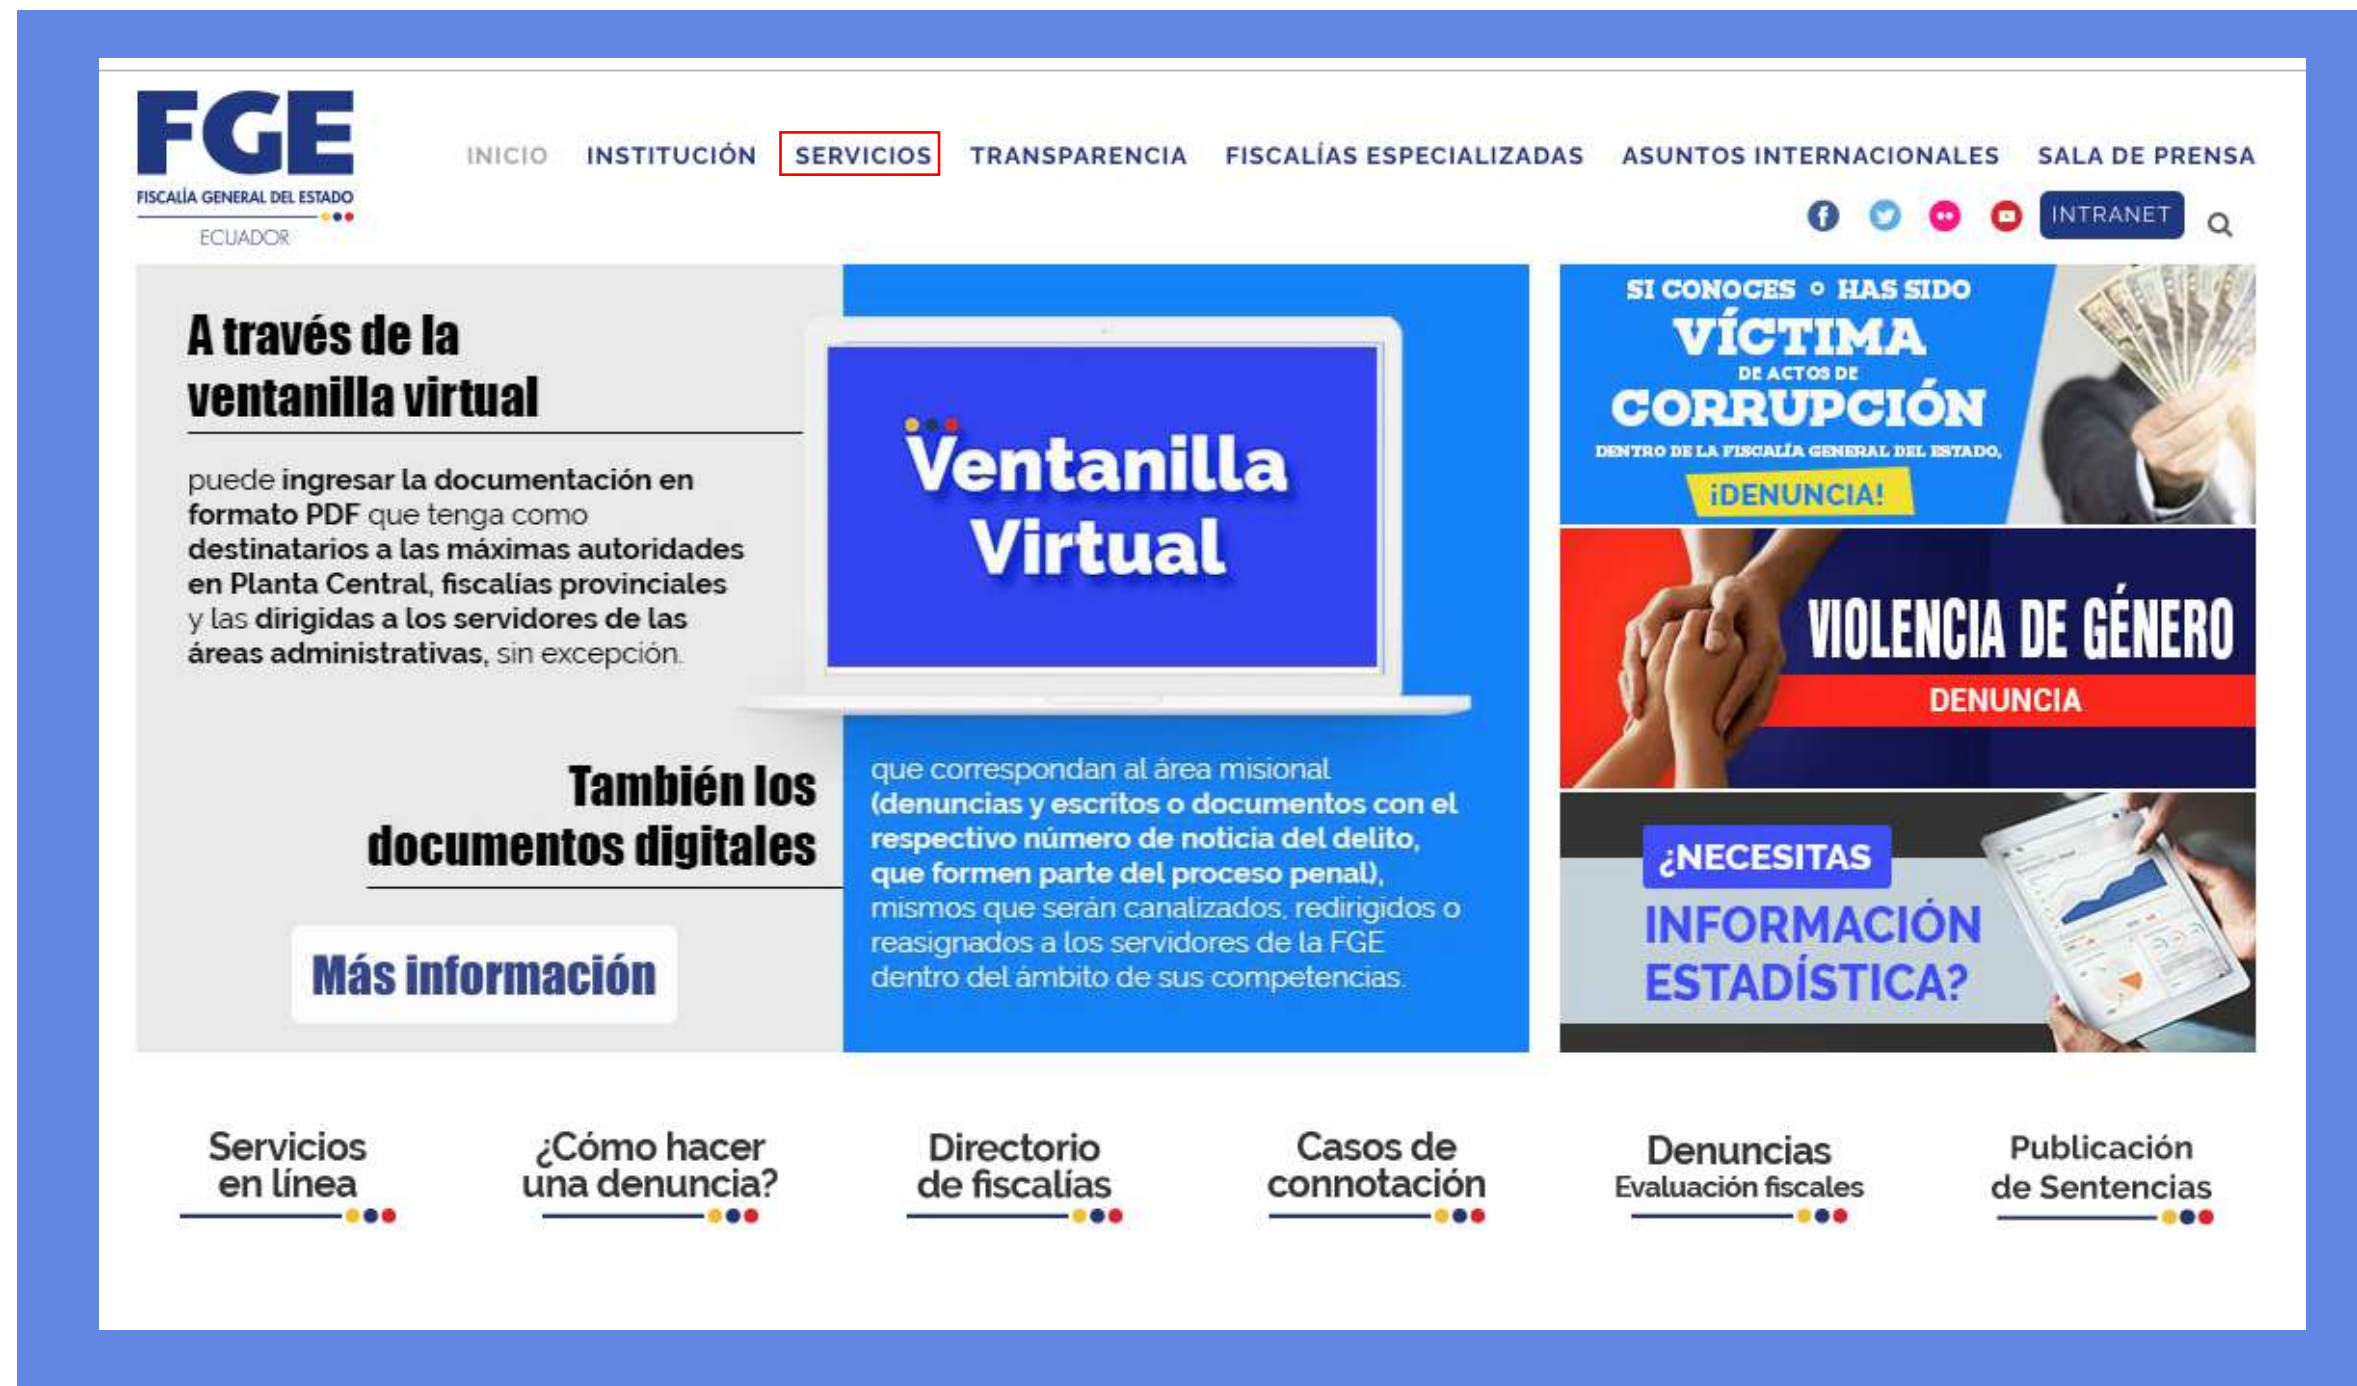 FGE
FISCALÍA GENERAL DEL ESTADO
ECUADOR
INICIO INSTITUCIÓN SERVICIOS TRANSPARENCIA FISCALÍAS ESPECIALIZADAS ASUNTOS INTERNACIONALES SALA DE PRENSA
INTRANET
A través de la
ventanilla virtual
puede ingresar la documentación en
formato PDF que tenga como
destinatarios a las máximas autoridades
en Planta Central, fiscalías provinciales
y las dirigidas a los servidores de las
áreas administrativas, sin excepción.
Ventanilla
Virtual
También los
documentos digitales
Más información
que correspondan al área misional
(denuncias y escritos o documentos con el
respectivo número de noticia del delito,
que formen parte del proceso penal),
mismos que serán canalizados, redirigidos o
reasignados a los servidores de la FGE
dentro del ámbito de sus competencias.
SI CONOCES O HAS SIDO
VÍCTIMA
DE ACTOS DE
CORRUPCIÓN
DENTRO DE LA FISCALÍA GENERAL DEL ESTADO,
¡DENUNCIA!
VIOLENCIA DE GÉNERO
DENUNCIA
¿NECESITAS
INFORMACIÓN
ESTADÍSTICA?
Servicios
en línea
¿Cómo hacer
una denuncia?
Directorio
de fiscalías
Casos de
connotación
Denuncias
Evaluación fiscales
Publicación
de Sentencias